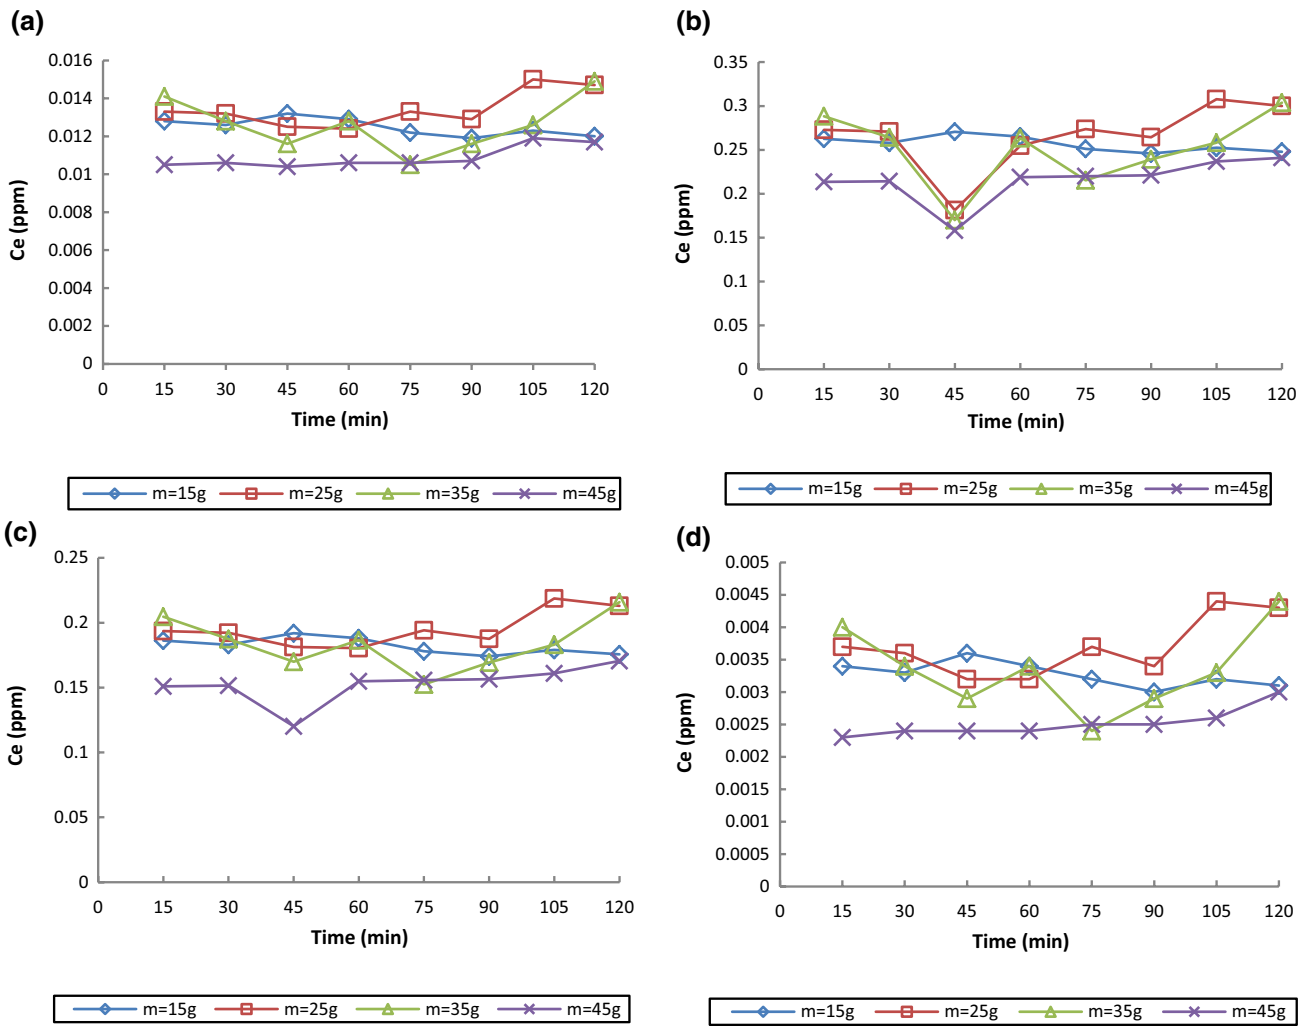 (a)
0.016
0.014
0.012
0.01
0.008
0.006
0.004
0.002
0
Ce (ppm)
0 15 30 45 60 75 90 105 120
Time (min)
m=15g m=25g m=35g m=45g
(b)
0.35
0.3
0.25
0.2
0.15
0.1
0.05
0
Ce (ppm)
0 15 30 45 60 75 90 105 120
Time (min)
m=15g m=25g m=35g m=45g
(c)
0.25
0.2
0.15
0.1
0.05
0
Ce (ppm)
0 15 30 45 60 75 90 105 120
Time (min)
m=15g m=25g m=35g m=45g
(d)
0.005
0.0045
0.004
0.0035
0.003
0.0025
0.002
0.0015
0.001
0.0005
0
Ce (ppm)
0 15 30 45 60 75 90 105 120
Time (min)
m=15g m=25g m=35g m=45g